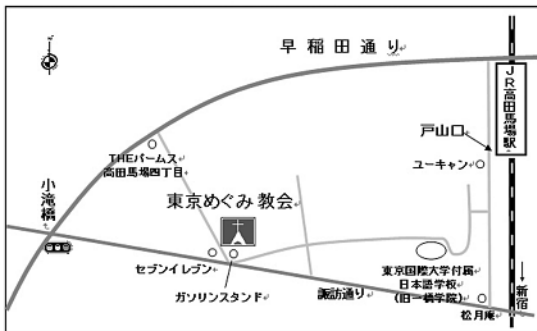 早稲田通り
JR高田馬場駅
戸山口
THEパームス
高田馬場四丁目
ユーキャン
小滝橋
東京めぐみ教会
セブンイレブン
ガソリンスタンド
諏訪通り
東京国際大学付属
日本語学校
(旧一橋学院)
松月庵
→新宿